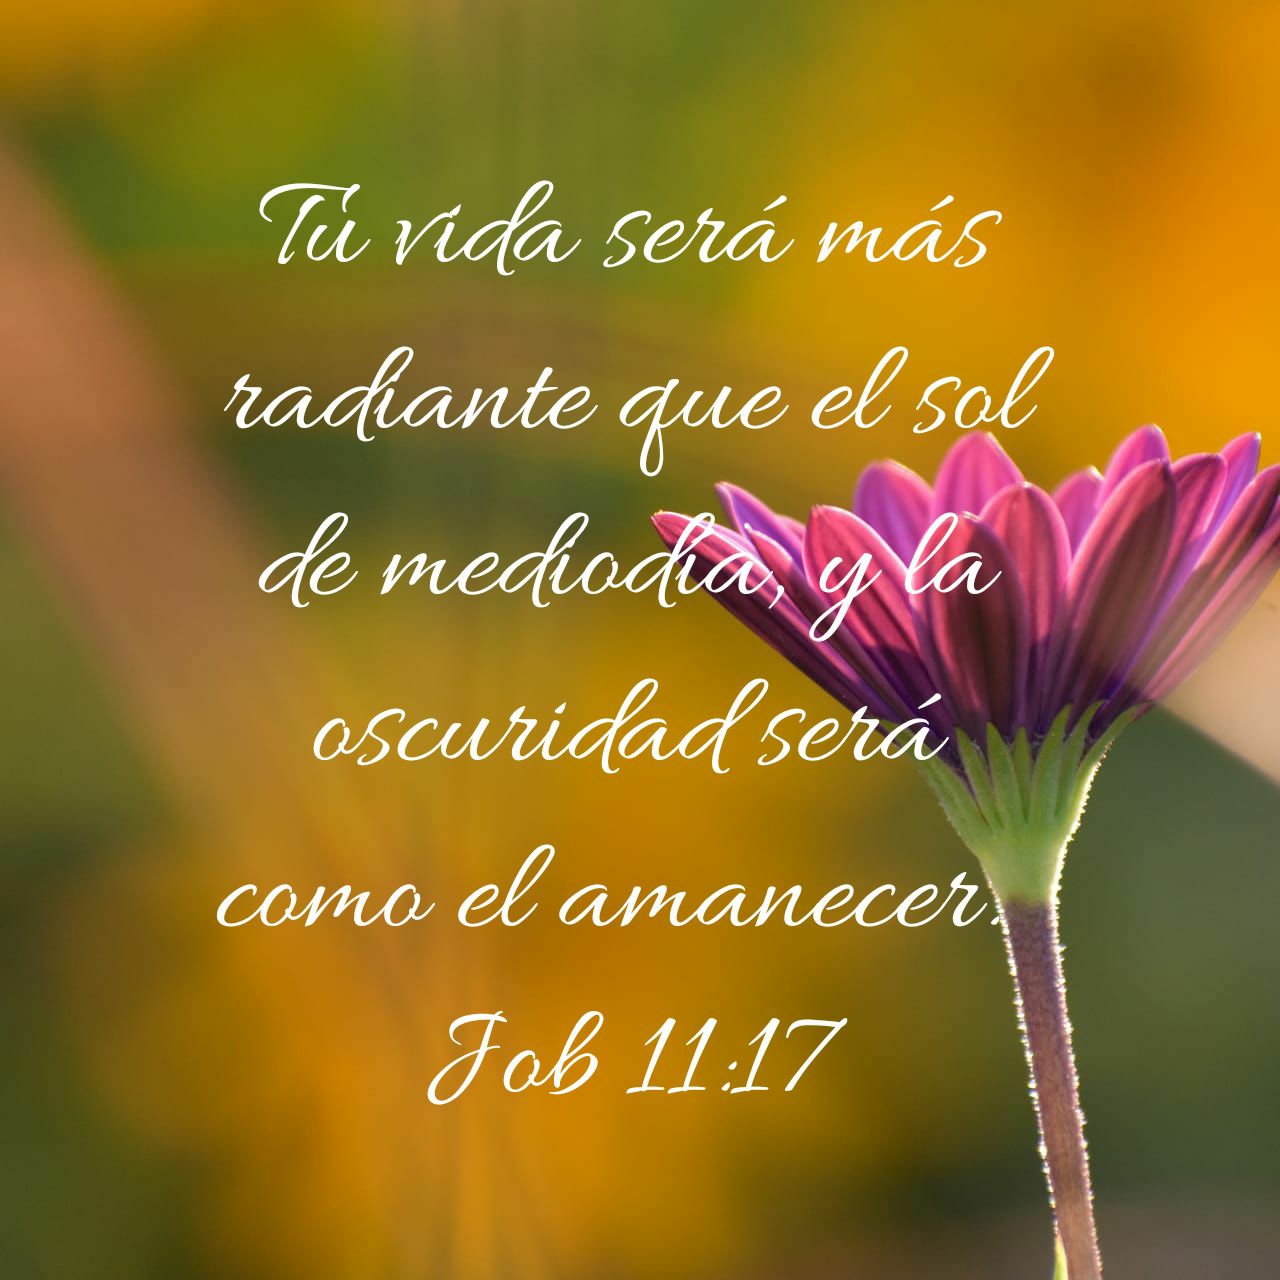 Tu vida será más
radiante que el sol
de mediodía, y la
oscuridad será
como el amanecer.
Job 11:17